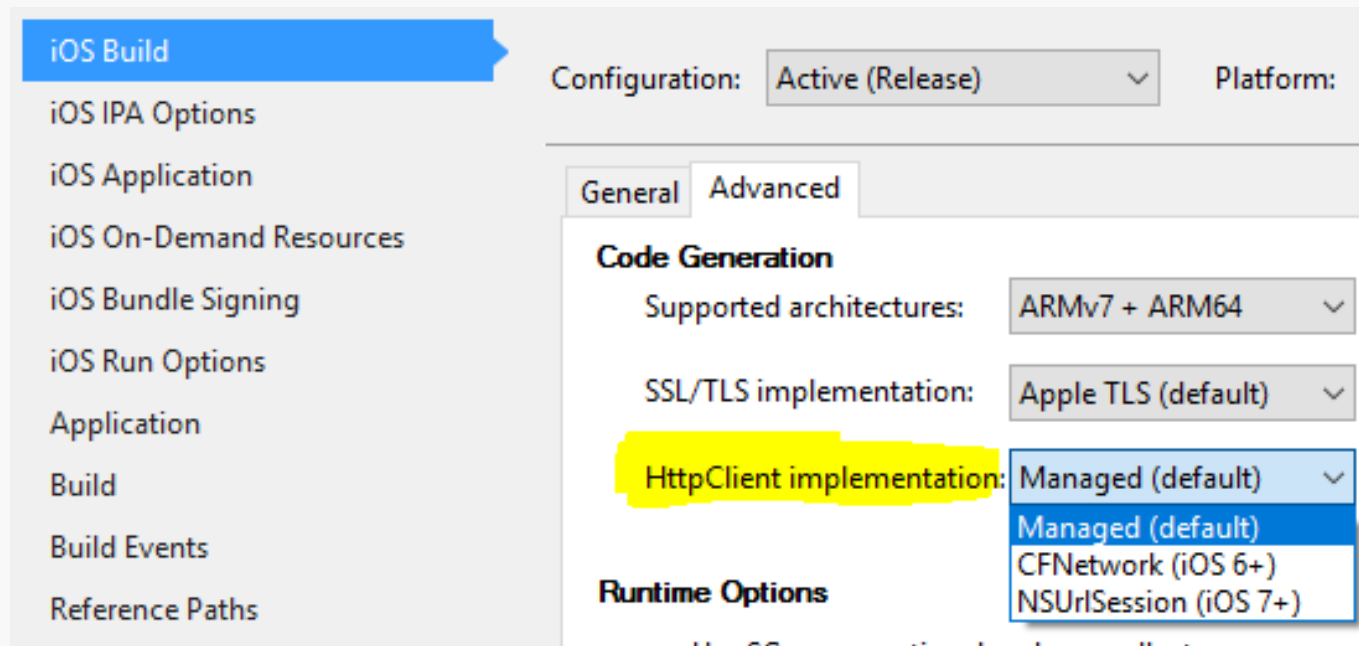 iOS Build
iOS IPA Options
iOS Application
iOS On-Demand Resources
iOS Bundle Signing
iOS Run Options
Application
Build
Build Events
Reference Paths
Configuration: Active (Release) Platform:
General Advanced
Code Generation
Supported architectures: ARMv7 + ARM64
SSL/TLS implementation: Apple TLS (default)
HttpClient implementation: Managed (default)
Managed (default)
CFNetwork (iOS 6+)
NSUrlSession (iOS 7+)
Runtime Options